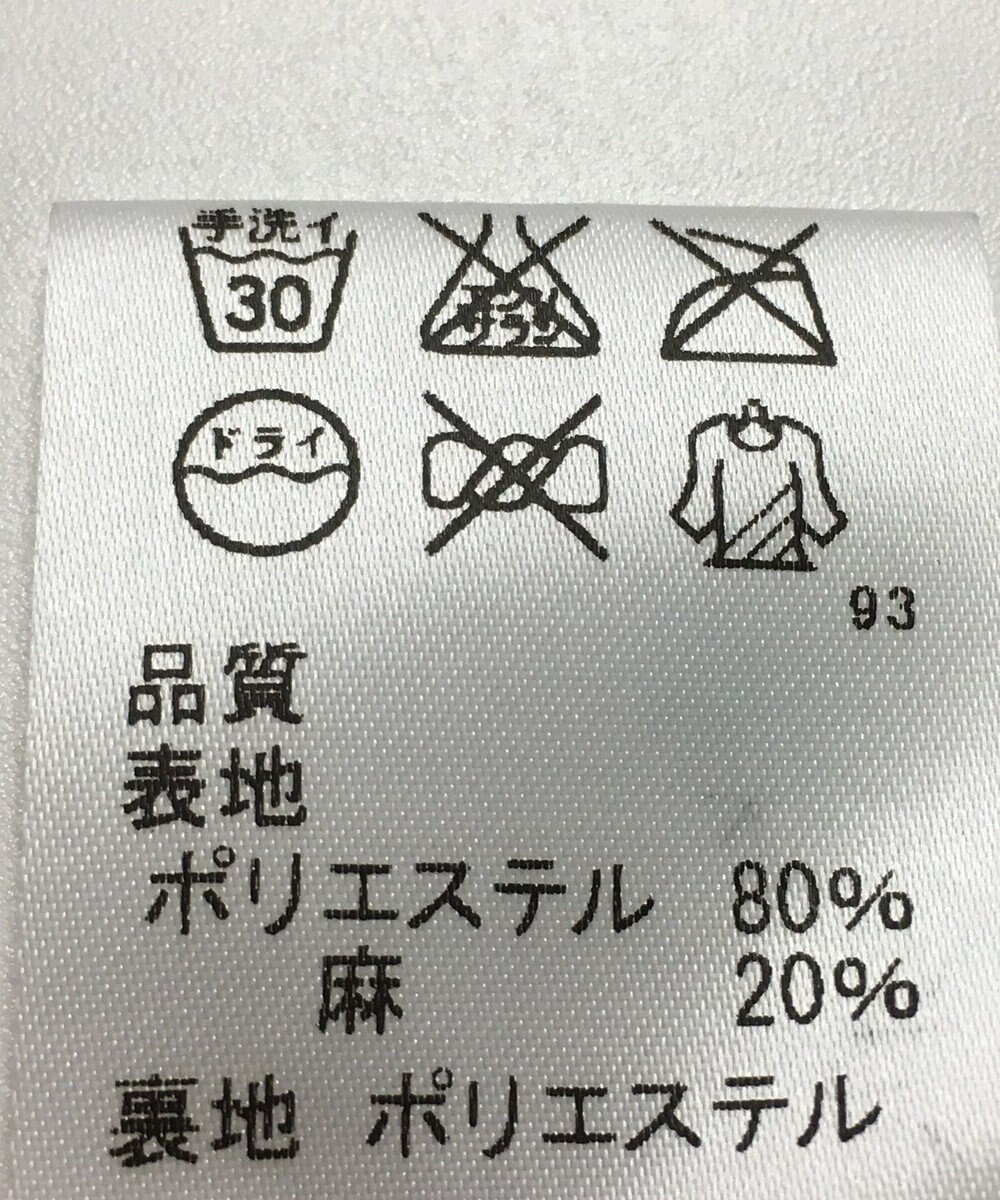 手洗イ
30
エンソ
サラシ
ドライ
93
品質
表地
ポリエステル 80%
麻 20%
裏地 ポリエステル